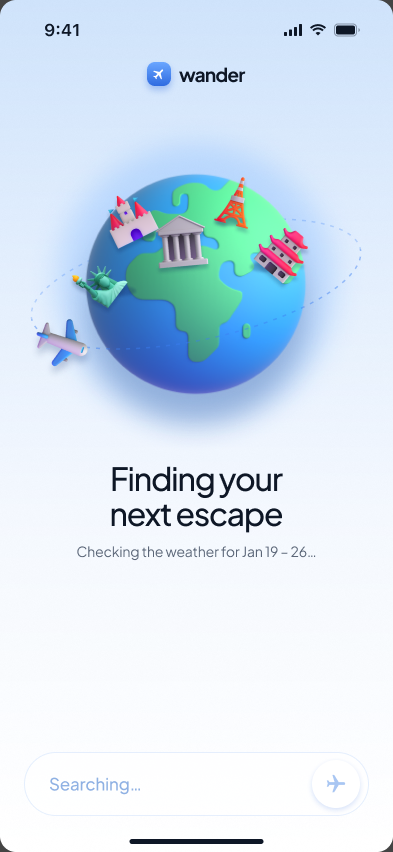 9:41
wander
Finding your
next escape
Checking the weather for Jan 19 – 26...
Searching...